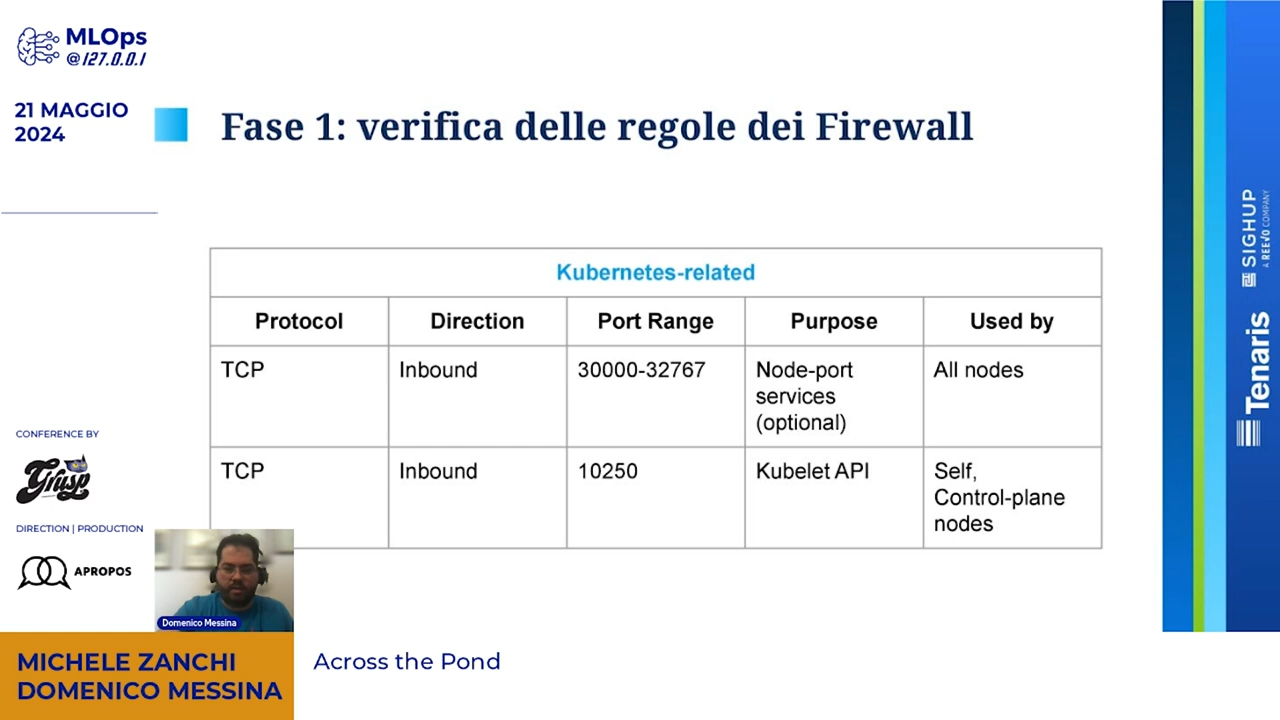 MLOps
@127.0.0.1
21 MAGGIO
2024
Fase 1: verifica delle regole dei Firewall
Kubernetes-related
Protocol Direction Port Range Purpose Used by
TCP Inbound 30000-32767 Node-port
services
(optional) All nodes
TCP Inbound 10250 Kubelet API Self,
Control-plane
nodes
SIGHUP
A REEVO COMPANY
Tenaris
CONFERENCE BY
Grusp
DIRECTION | PRODUCTION
APROPOS
Domenico Messina
MICHELE ZANCHI
DOMENICO MESSINA
Across the Pond